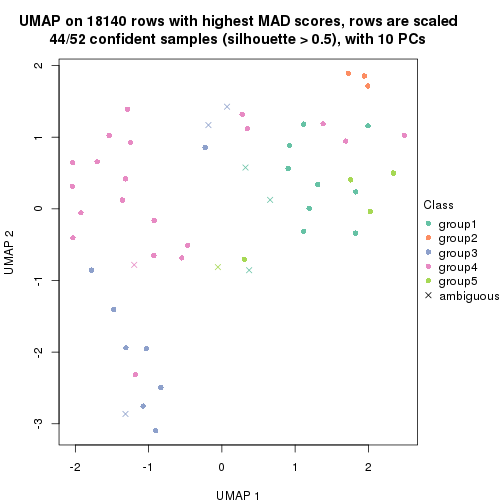 UMAP on 18140 rows with highest MAD scores, rows are scaled
44/52 confident samples (silhouette > 0.5), with 10 PCs
2
1
0
-1
-2
-3
UMAP 2
-2 -1 0 1 2
UMAP 1
Class
group1
group2
group3
group4
group5
ambiguous